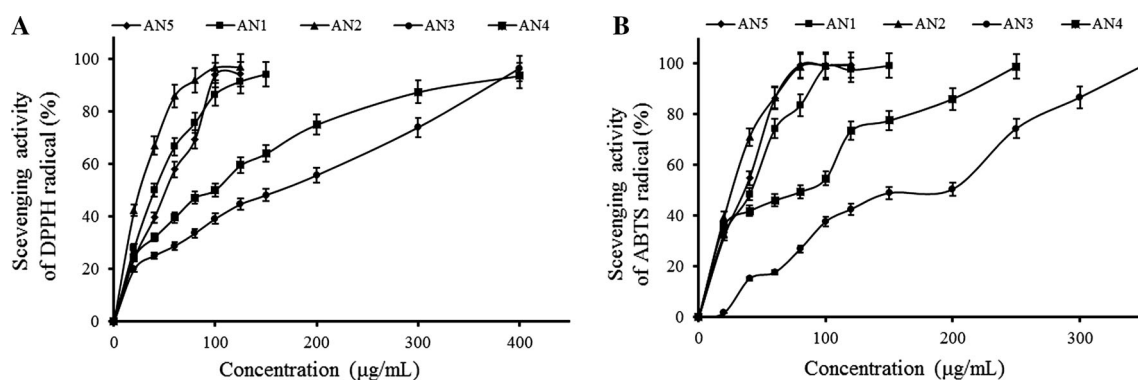 A
AN5 AN1 AN2 AN3 AN4
100
80
60
40
20
0
Scevenging activity
of DPPH radical (%)
0 100 200 300 400
Concentration (µg/mL)
B
AN5 AN1 AN2 AN3 AN4
120
100
80
60
40
20
0
Scevenging activity
of ABTS radical (%)
0 100 200 300
Concentration (µg/mL)